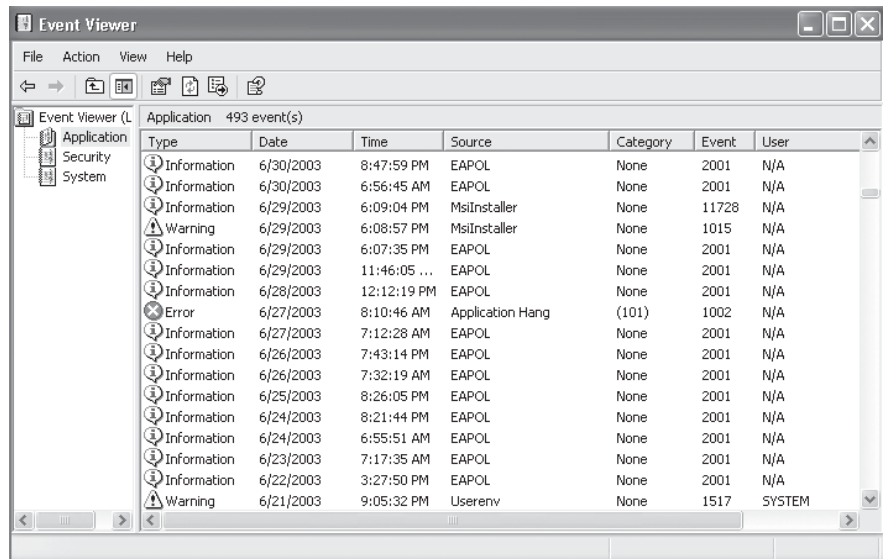 Event Viewer
File Action View Help
Event Viewer (L
Application
Security
System
Application 493 event(s)
Type Date Time Source Category Event User
Information 6/30/2003 8:47:59 PM EAPOL None 2001 N/A
Information 6/30/2003 6:56:45 AM EAPOL None 2001 N/A
Information 6/29/2003 6:09:04 PM MsiInstaller None 11728 N/A
Warning 6/29/2003 6:08:57 PM MsiInstaller None 1015 N/A
Information 6/29/2003 6:07:35 PM EAPOL None 2001 N/A
Information 6/29/2003 11:46:05 ... EAPOL None 2001 N/A
Information 6/28/2003 12:12:19 PM EAPOL None 2001 N/A
Error 6/27/2003 8:10:46 AM Application Hang (101) 1002 N/A
Information 6/27/2003 7:12:28 AM EAPOL None 2001 N/A
Information 6/26/2003 7:43:14 PM EAPOL None 2001 N/A
Information 6/26/2003 7:32:19 AM EAPOL None 2001 N/A
Information 6/25/2003 8:26:05 PM EAPOL None 2001 N/A
Information 6/24/2003 8:21:44 PM EAPOL None 2001 N/A
Information 6/24/2003 6:55:51 AM EAPOL None 2001 N/A
Information 6/23/2003 7:17:35 AM EAPOL None 2001 N/A
Information 6/22/2003 3:27:50 PM EAPOL None 2001 N/A
Warning 6/21/2003 9:05:32 PM Userenv None 1517 SYSTEM